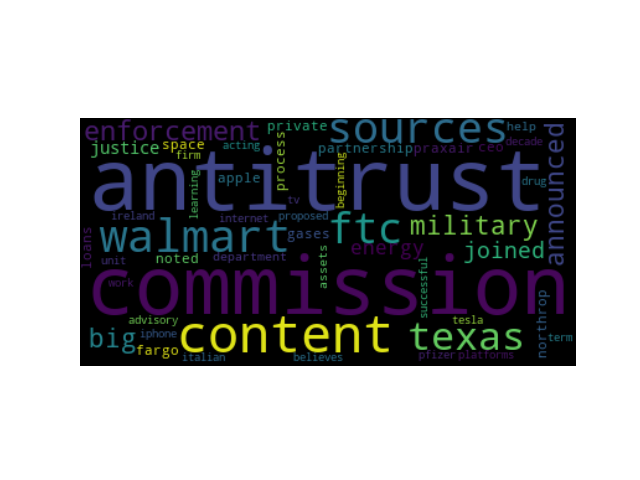 enforcement private sources help announced
justice space firm acting process partnership praxair ceo decade
antitrust
learning apple beginning drug
ireland internet tv proposed
walmart gases ftc military
loans unit noted department assets energy joined
commission
work successful northrop
advisory content texas tesla
big iphone term
fargo italian believes pfizer platforms